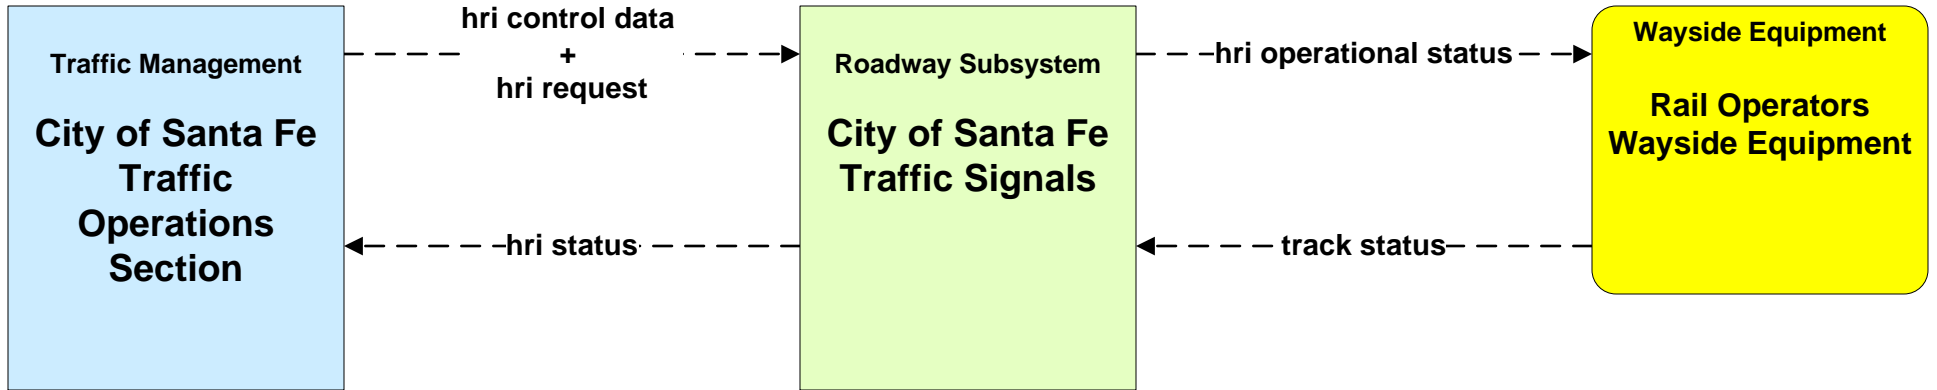 Traffic Management
City of Santa Fe
Traffic
Operations
Section
hri control data
+
hri request
hri status
Roadway Subsystem
City of Santa Fe
Traffic Signals
hri operational status
track status
Wayside Equipment
Rail Operators
Wayside Equipment